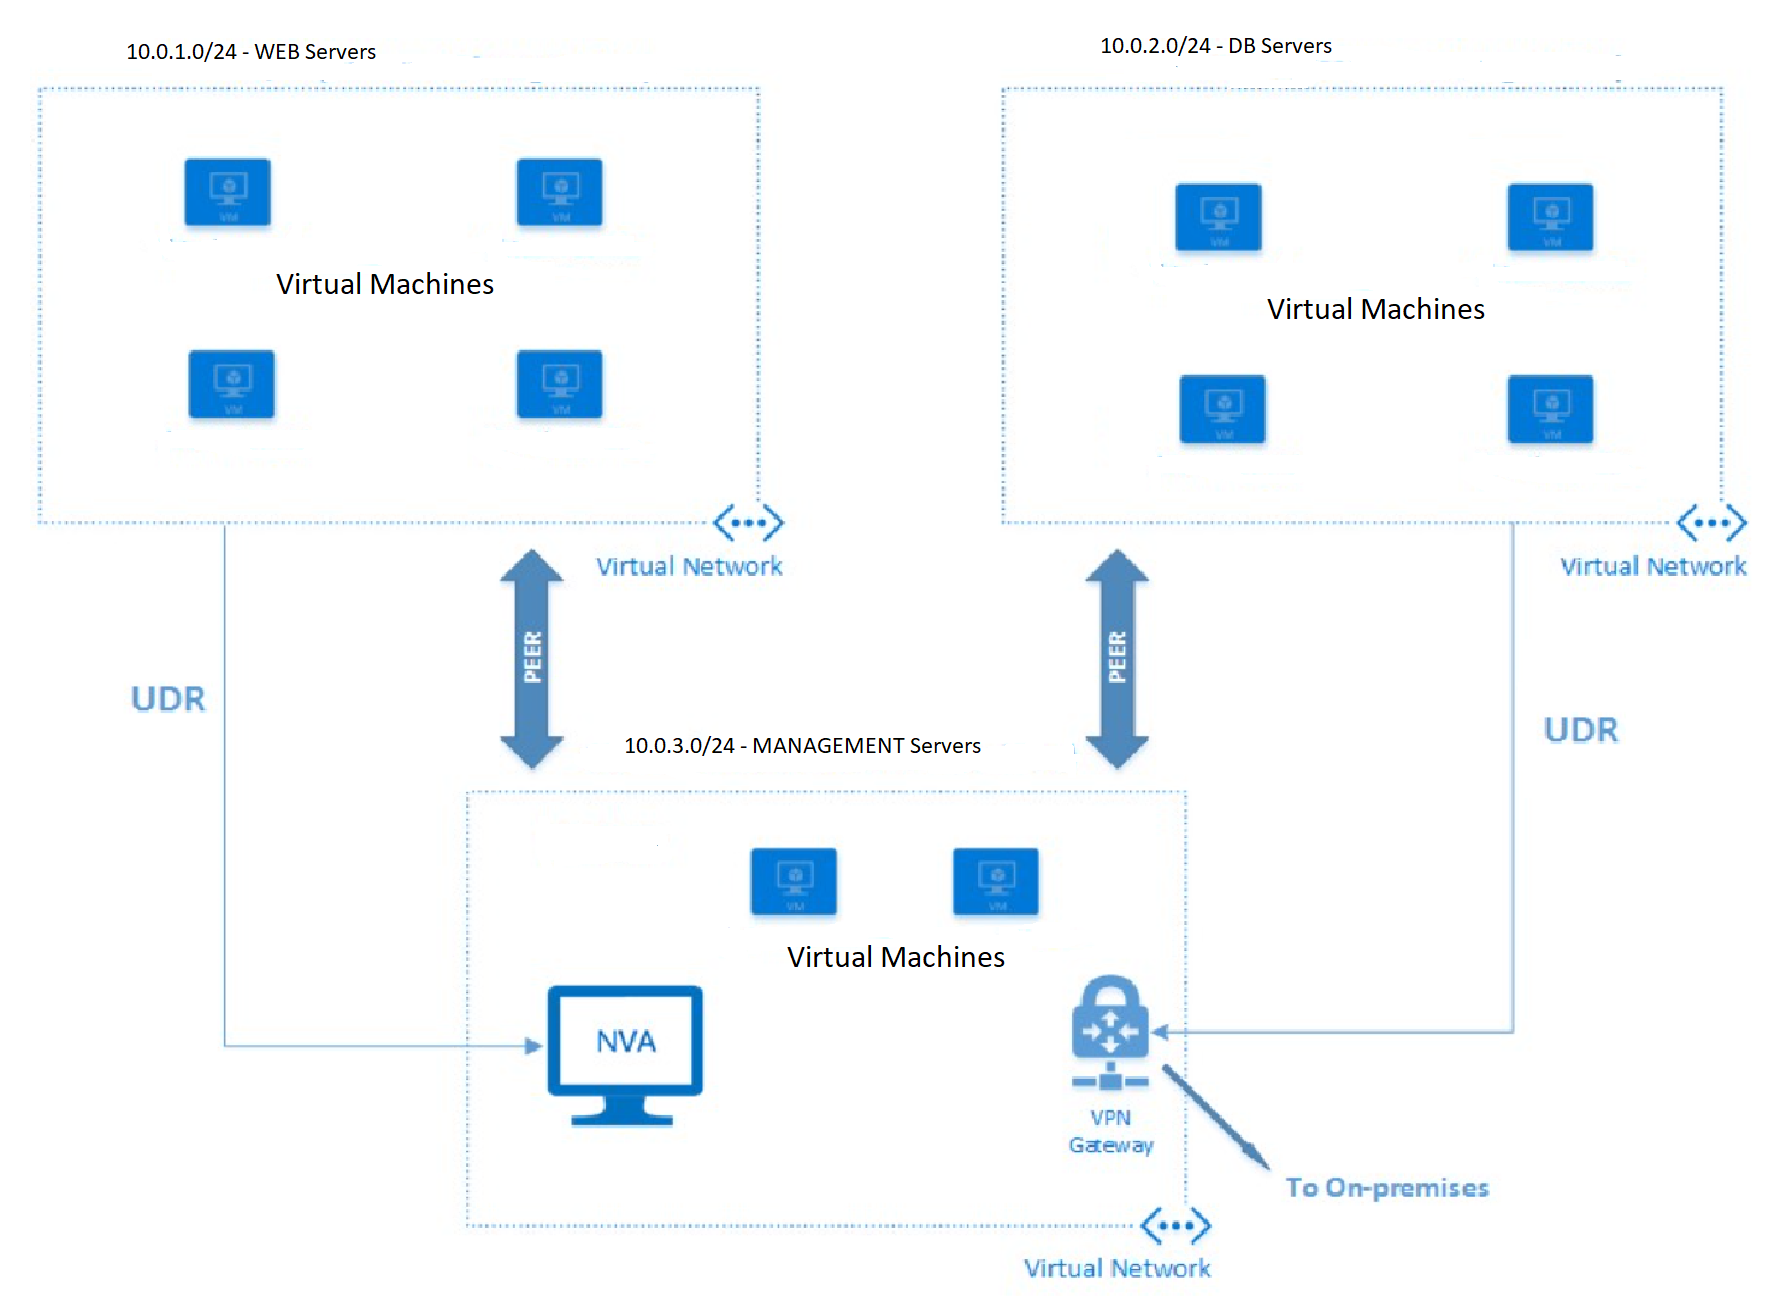 10.0.1.0/24 - WEB Servers
10.0.2.0/24 - DB Servers
VM
VM
Virtual Machines
VM
VM
VM
VM
Virtual Machines
VM
VM
Virtual Network
Virtual Network
PEER
PEER
UDR
UDR
10.0.3.0/24 - MANAGEMENT Servers
VM
VM
Virtual Machines
NVA
VPN
Gateway
To On-premises
Virtual Network